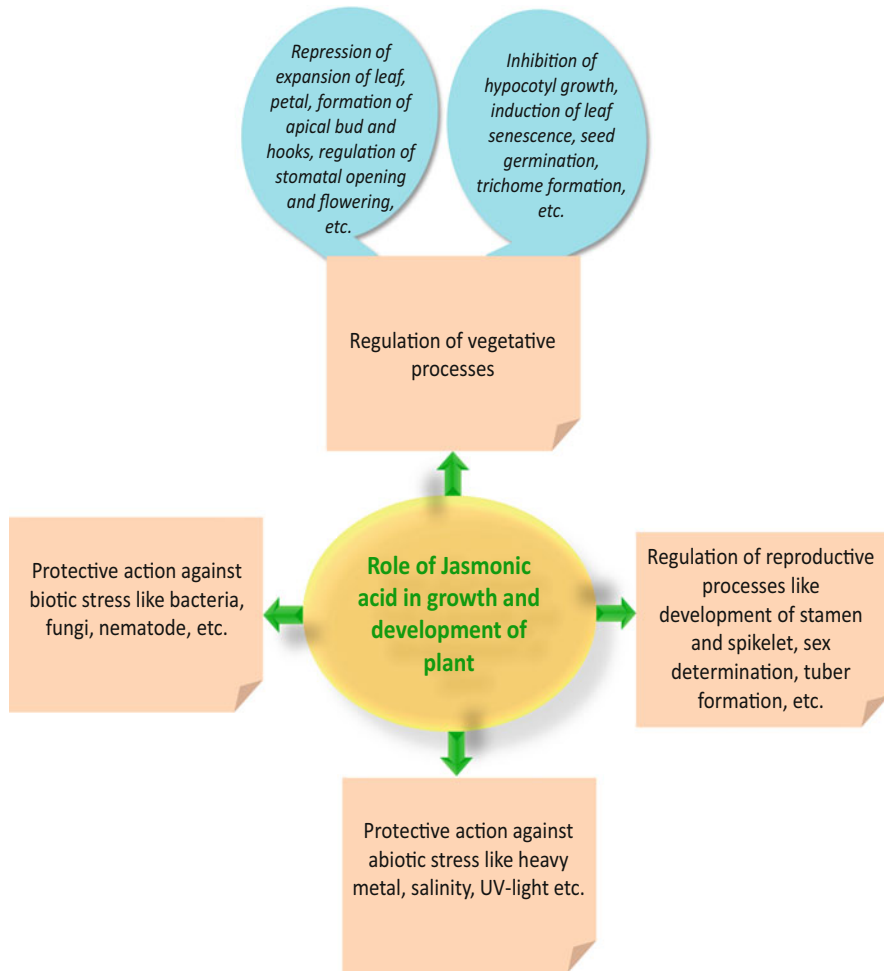 Repression of
expansion of leaf,
petal, formation of
apical bud and
hooks, regulation of
stomatal opening
and flowering,
etc.
Inhibition of
hypocotyl growth,
induction of leaf
senescence, seed
germination,
trichome formation,
etc.
Regulation of vegetative
processes
Protective action against
biotic stress like bacteria,
fungi, nematode, etc.
Role of Jasmonic
acid in growth and
development of
plant
Regulation of reproductive
processes like
development of stamen
and spikelet, sex
determination, tuber
formation, etc.
Protective action against
abiotic stress like heavy
metal, salinity, UV-light etc.